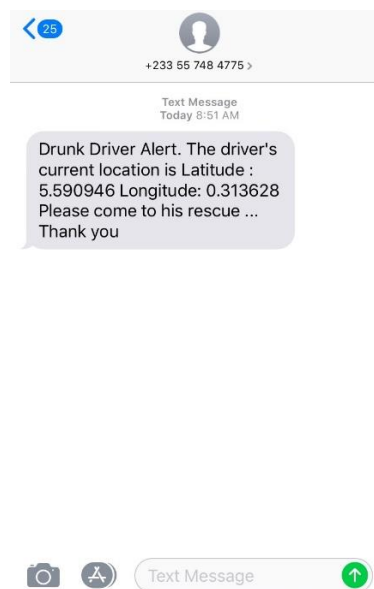 25
+233 55 748 4775 >
Text Message
Today 8:51 AM
Drunk Driver Alert. The driver's
current location is Latitude :
5.590946 Longitude: 0.313628
Please come to his rescue ...
Thank you
Text Message